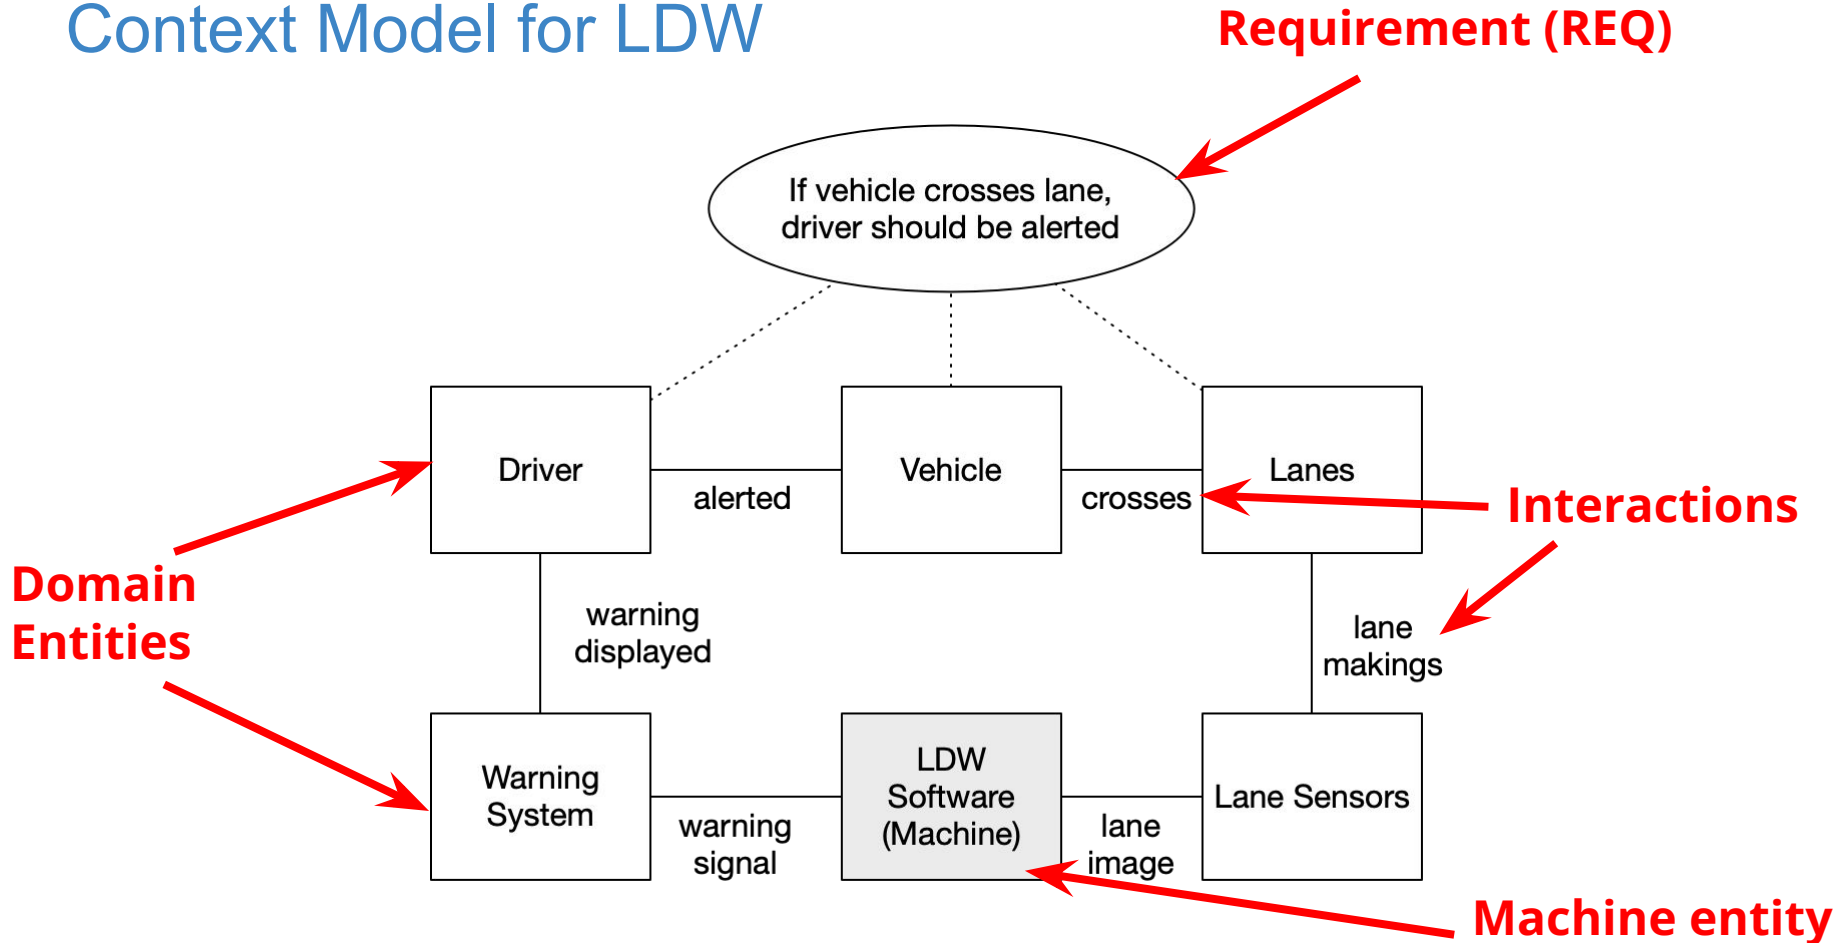 Context Model for LDW
Requirement (REQ)
If vehicle crosses lane,
driver should be alerted
Driver
alerted
Vehicle
crosses
Lanes
Interactions
Domain
Entities
warning
displayed
lane
makings
Warning
System
warning
signal
LDW
Software
(Machine)
lane
image
Lane Sensors
Machine entity